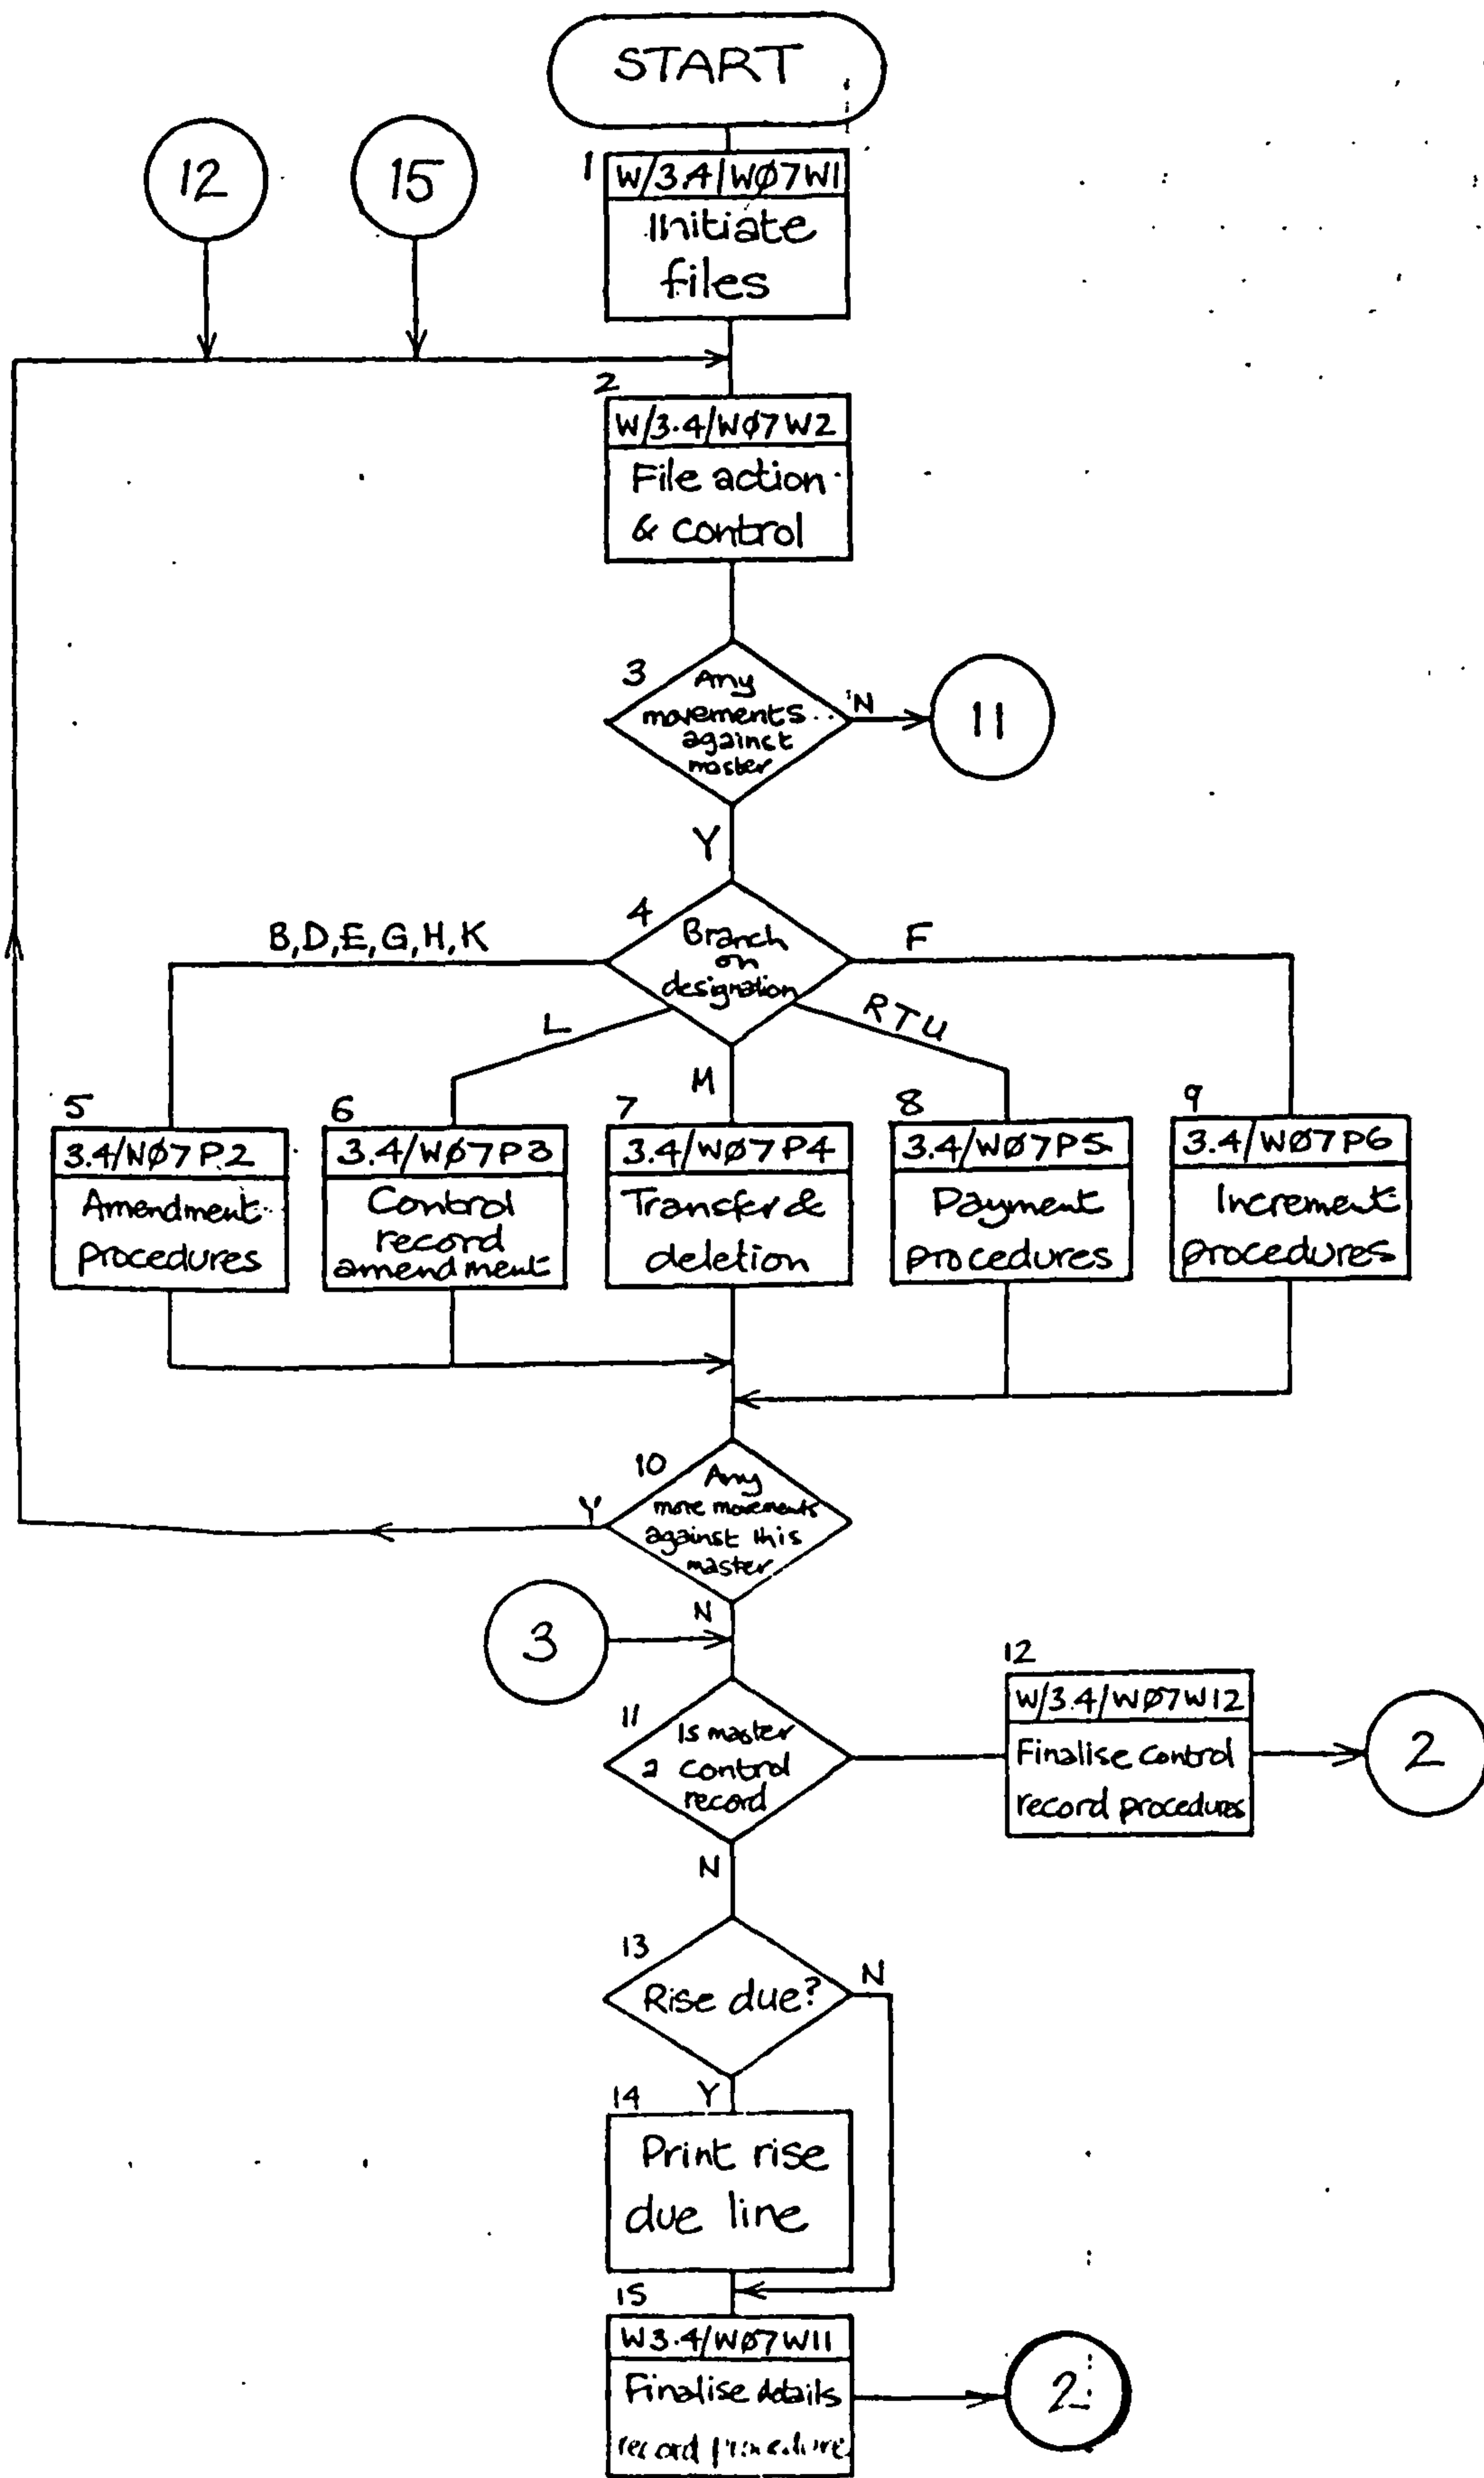 START
12
15
1
W/3.4/WØ7W1
Initiate
files
2
W/3.4/WØ7W2
File action
& control
3
Any
movements
against
master
N
11
Y
4
Branch
on
designation
B,D,E,G,H,K
L
M
RTU
F
5
3.4/WØ7P2
Amendment
procedures
6
3.4/WØ7P3
Control
record
amendment
7
3.4/WØ7P4
Transfer &
deletion
8
3.4/WØ7P5
Payment
procedures
9
3.4/WØ7P6
Increment
procedures
10
Any
more movements
against this
master
Y
N
3
11
Is master
a control
record
12
W/3.4/WØ7W12
Finalise control
record procedures
2
N
13
Rise due?
N
Y
14
Print rise
due line
15
W3.4/WØ7W11
Finalise details
record procedure
2